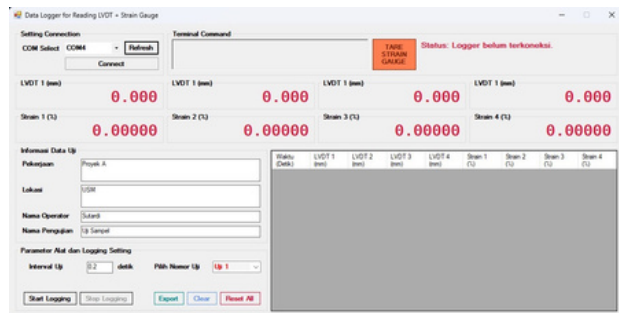 Data Logger for Reading LVDT + Strain Gauge
Setting Connection
COM Select COM4 Refresh
Connect
Terminal Command
TARE
STRAIN
GAUGE
Status: Logger belum terkoneksi.
LVDT 1 (mm) LVDT 1 (mm) LVDT 1 (mm) LVDT 1 (mm)
0.000 0.000 0.000 0.000
Strain 1 (%) Strain 2 (%) Strain 3 (%) Strain 4 (%)
0.00000 0.00000 0.00000 0.00000
Informasi Data Uji
Pekerjaan Proyek A
Lokasi USM
Nama Operator Sutardi
Nama Pengujian Uji Sampel
Waktu LVDT 1 LVDT 2 LVDT 3 LVDT 4 Strain 1 Strain 2 Strain 3 Strain 4
(Detik) (mm) (mm) (mm) (mm) (%) (%) (%) (%)
Parameter Alat dan Logging Setting
Interval Uji 0.2 detik Pilih Nomor Uji Uji 1
Start Logging Stop Logging Export Clear Reset All